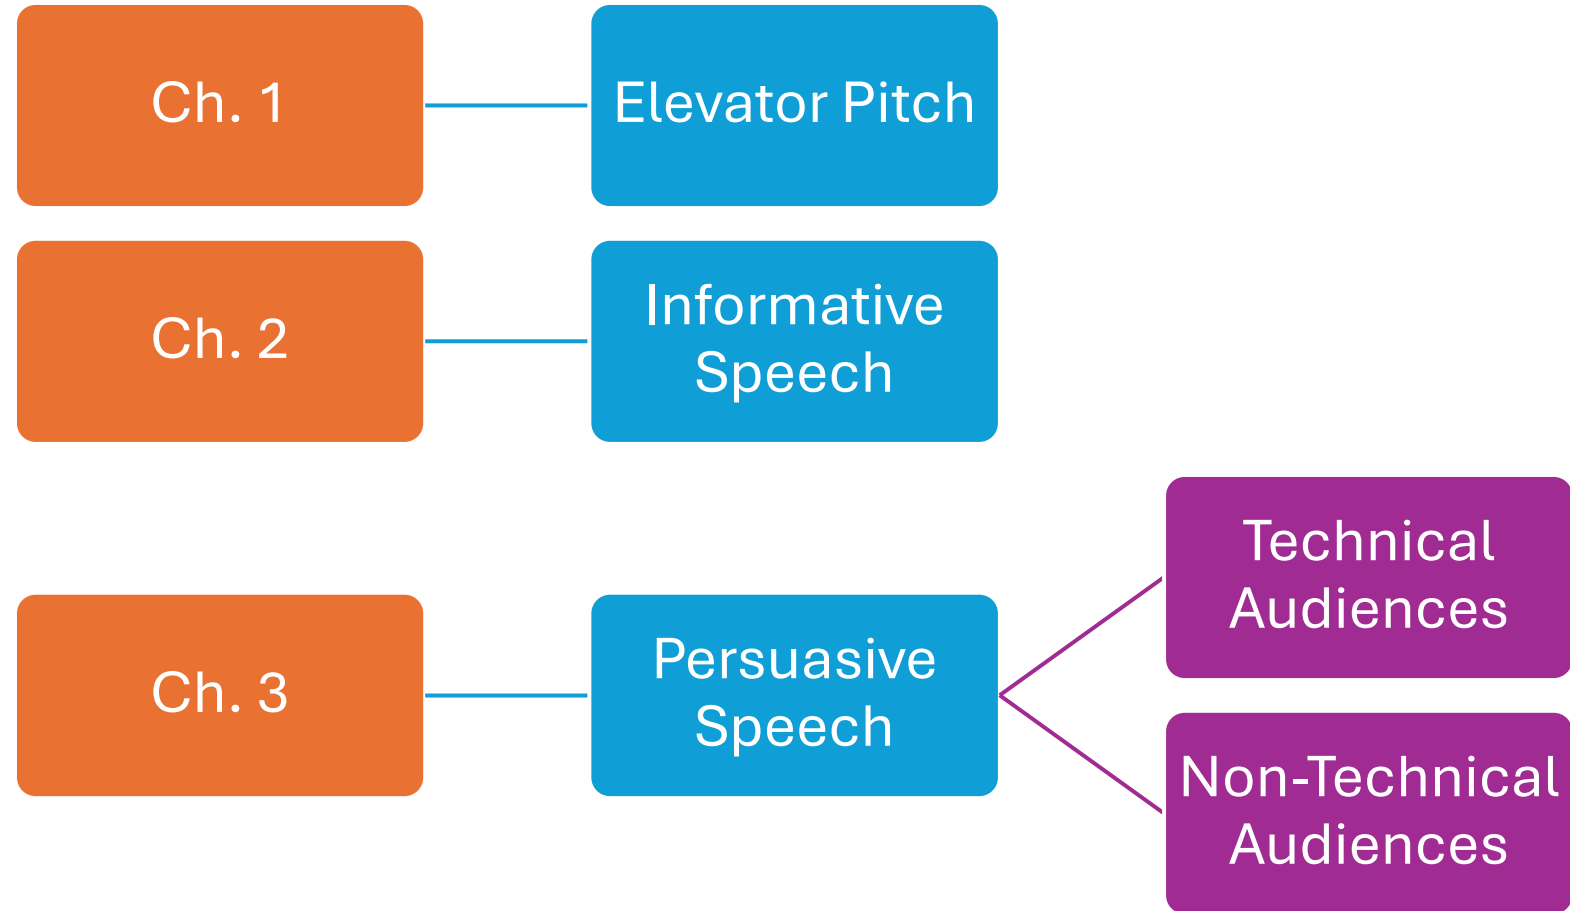 Ch. 1
Elevator Pitch
Ch. 2
Informative
Speech
Ch. 3
Persuasive
Speech
Technical
Audiences
Non-Technical
Audiences